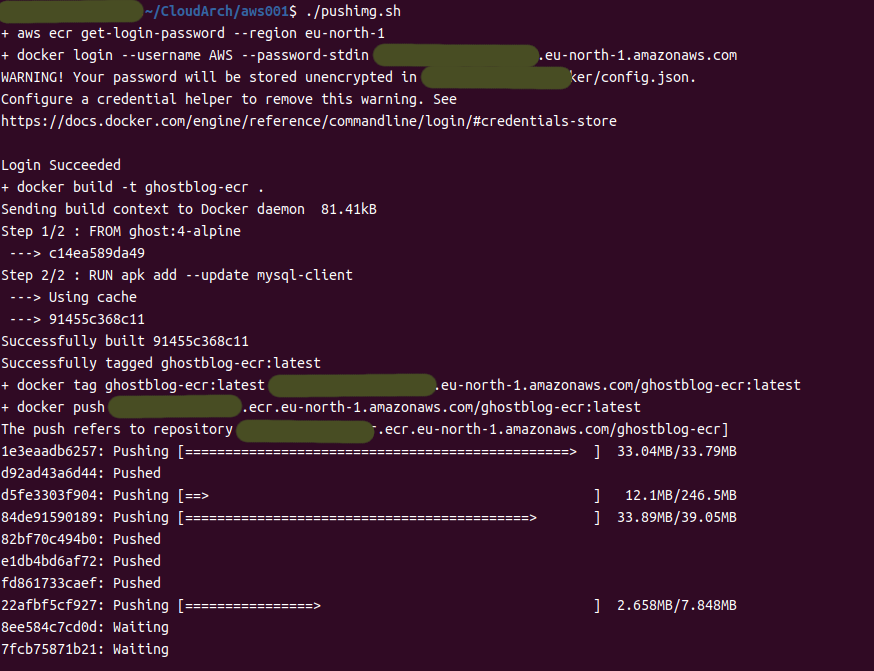 ~/CloudArch/aws001$ ./pushimg.sh
+ aws ecr get-login-password --region eu-north-1
+ docker login --username AWS --password-stdin .eu-north-1.amazonaws.com
WARNING! Your password will be stored unencrypted in ker/config.json.
Configure a credential helper to remove this warning. See
https://docs.docker.com/engine/reference/commandline/login/#credentials-store
Login Succeeded
+ docker build -t ghostblog-ecr .
Sending build context to Docker daemon  81.41kB
Step 1/2 : FROM ghost:4-alpine
 ---> c14ea589da49
Step 2/2 : RUN apk add --update mysql-client
 ---> Using cache
 ---> 91455c368c11
Successfully built 91455c368c11
Successfully tagged ghostblog-ecr:latest
+ docker tag ghostblog-ecr:latest .eu-north-1.amazonaws.com/ghostblog-ecr:latest
+ docker push .ecr.eu-north-1.amazonaws.com/ghostblog-ecr:latest
The push refers to repository r.ecr.eu-north-1.amazonaws.com/ghostblog-ecr]
1e3eaadb6257: Pushing [================================================>  ]  33.04MB/33.79MB
d92ad43a6d44: Pushed
d5fe3303f904: Pushing [==>                                                ]   12.1MB/246.5MB
84de91590189: Pushing [===========================================>       ]  33.89MB/39.05MB
82bf70c494b0: Pushed
e1db4bd6af72: Pushed
fd861733caef: Pushed
22afbf5cf927: Pushing [================>                                  ]  2.658MB/7.848MB
8ee584c7cd0d: Waiting
7fcb75871b21: Waiting